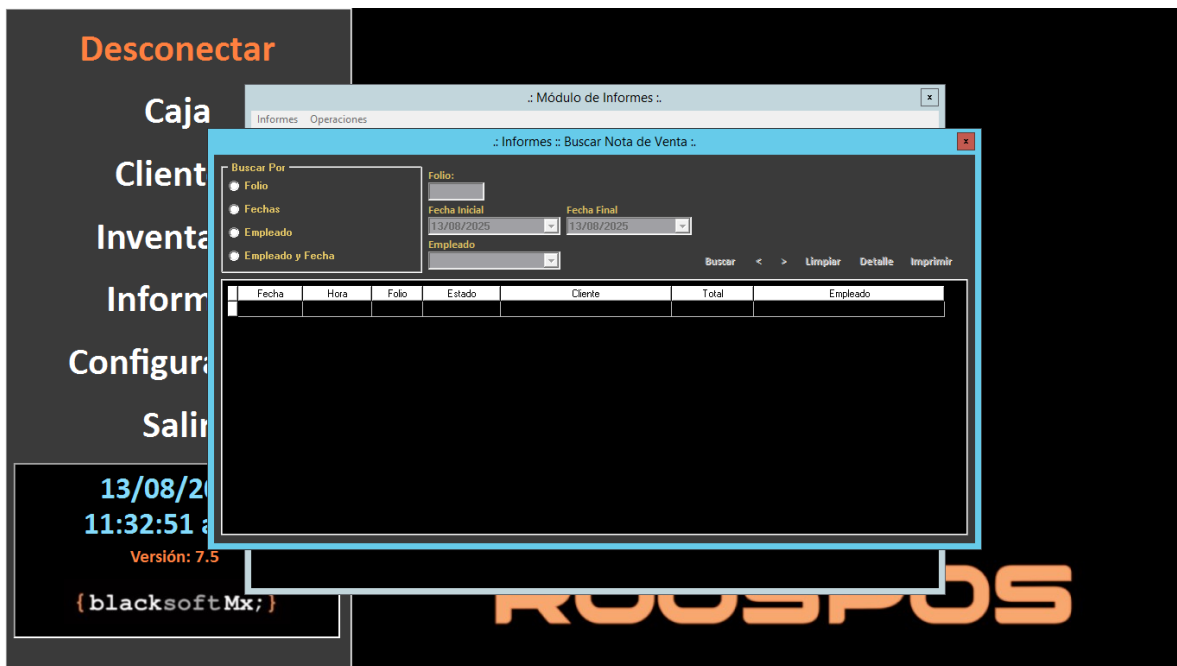 Desconectar
Caja
Client
Inventa
Inform
Configura
Salir
13/08/2
11:32:51 a
Versión: 7.5
{blacksoftMx;}
.: Módulo de Informes :.
x
Informes Operaciones
.: Informes :: Buscar Nota de Venta :.
x
Buscar Por
Folio
Fechas
Empleado
Empleado y Fecha
Folio:
Fecha Inicial Fecha Final
13/08/2025 13/08/2025
Empleado
Buscar < > Limpiar Detalle Imprimir
Fecha Hora Folio Estado Cliente Total Empleado
ROOSPOS